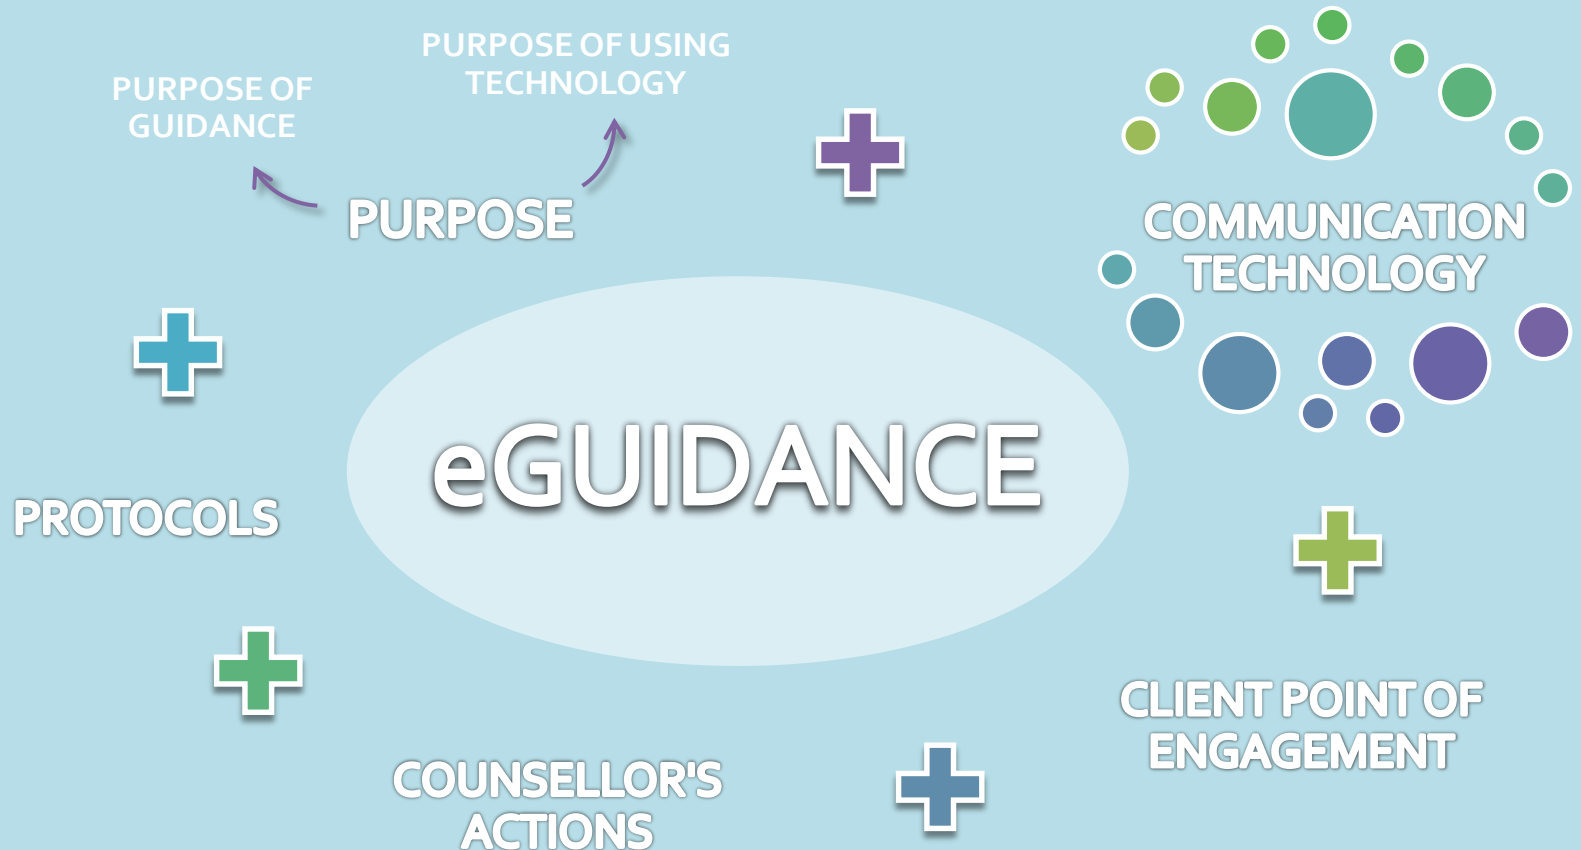 PURPOSE OF USING
TECHNOLOGY
PURPOSE OF
GUIDANCE
PURPOSE
COMMUNICATION
TECHNOLOGY
eGUIDANCE
PROTOCOLS
CLIENT POINT OF
ENGAGEMENT
COUNSELLOR'S
ACTIONS